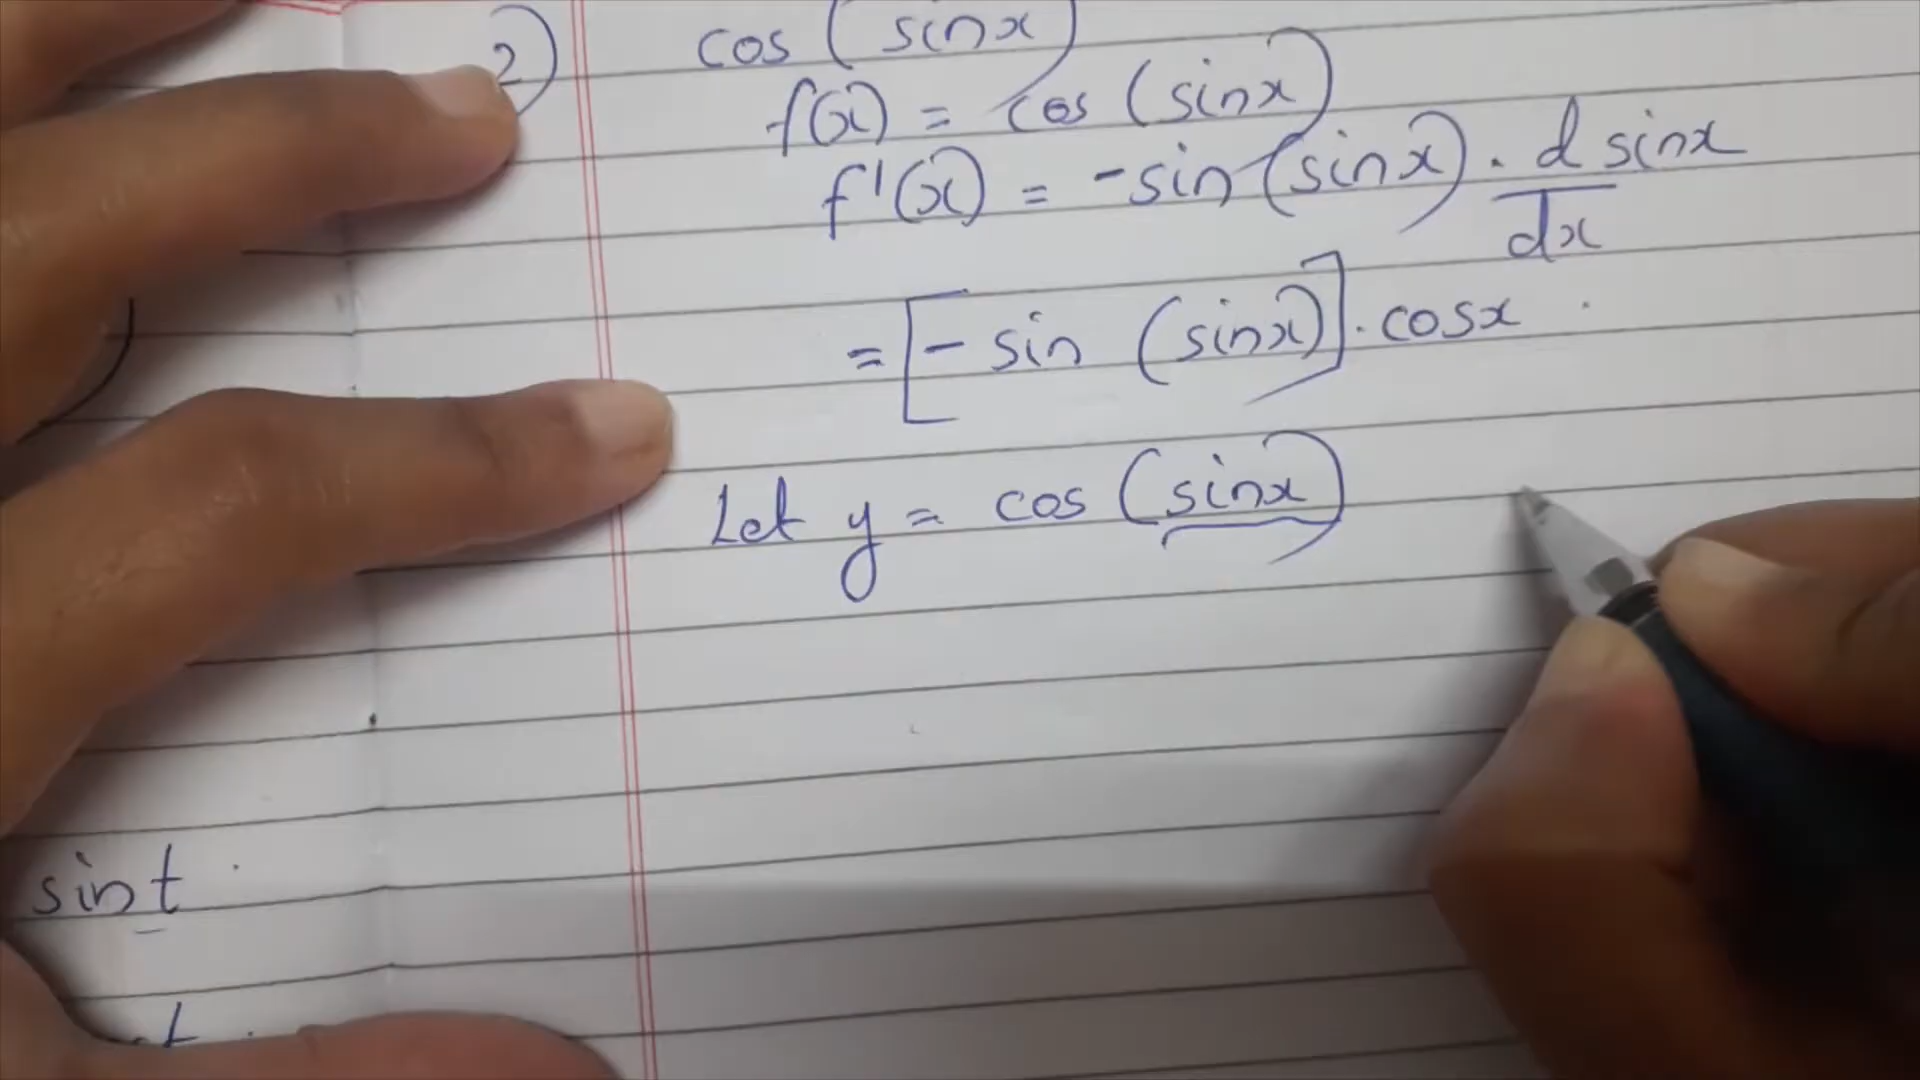 2) cos (sinx)
f(x) = cos (sinx)
f'(x) = -sin (sinx) . d sinx
dx
= [- sin (sinx)] . cosx
Let y = cos (sinx)
sint